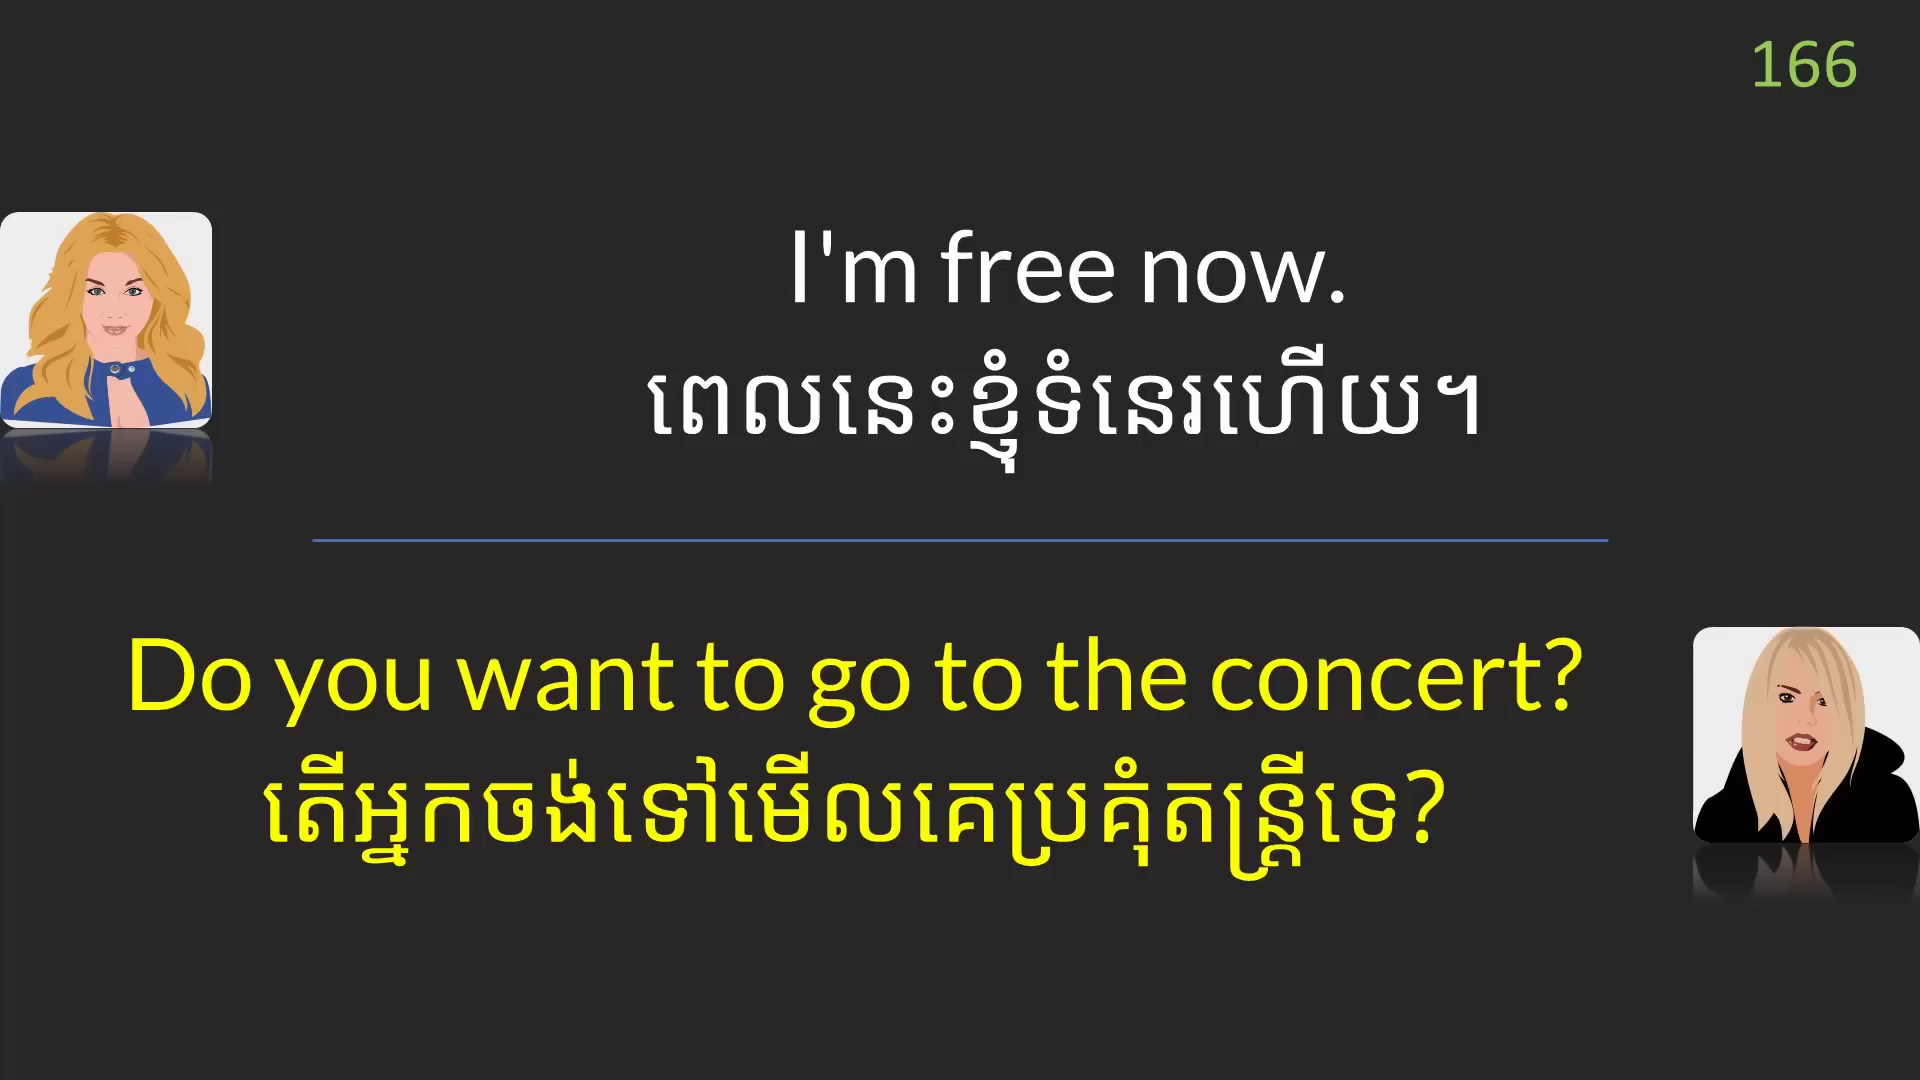 166
I'm free now.
ពេលនេះខ្ញុំទំនេរហើយ។
Do you want to go to the concert?
តើអ្នកចង់ទៅមើលគេប្រគុំតន្ត្រីទេ?